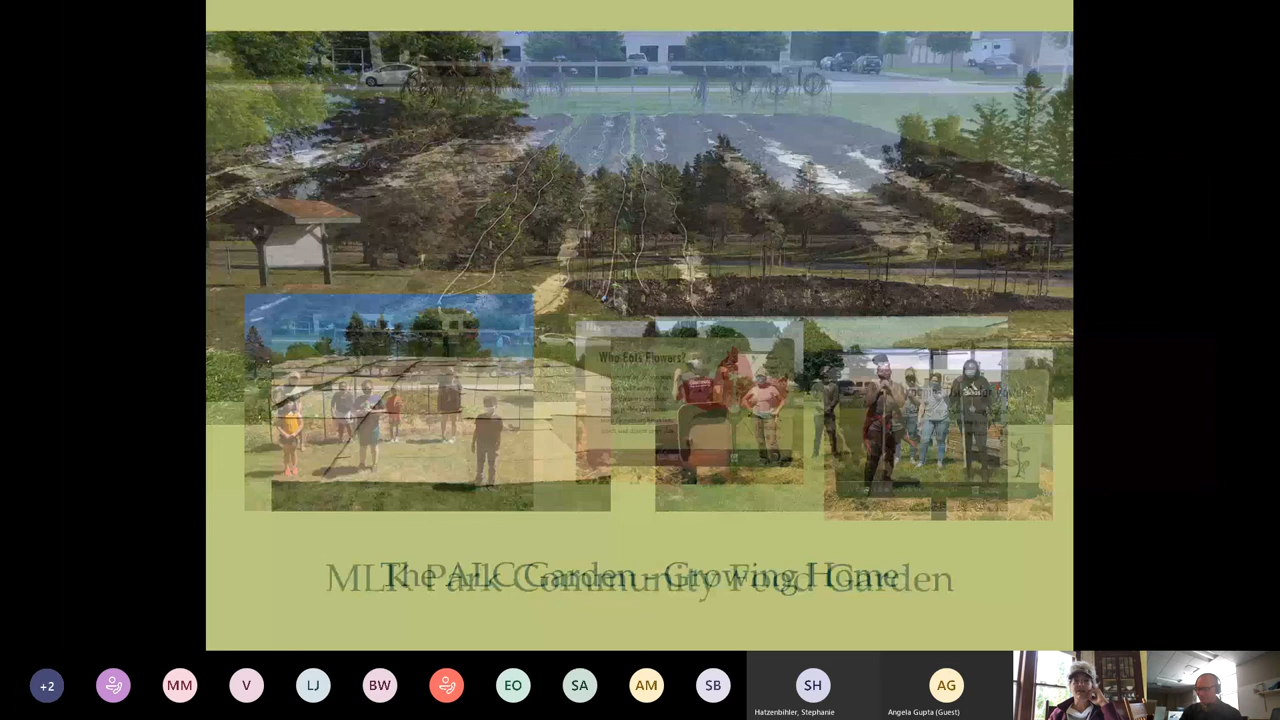 Who Eats Flowers?
The ALC Garden - Growing Home
MLK Park Community Food Garden
+2
MM
V
LJ
BW
EO
SA
AM
SB
SH
AG
Hatzenbihler, Stephanie
Angela Gupta (Guest)